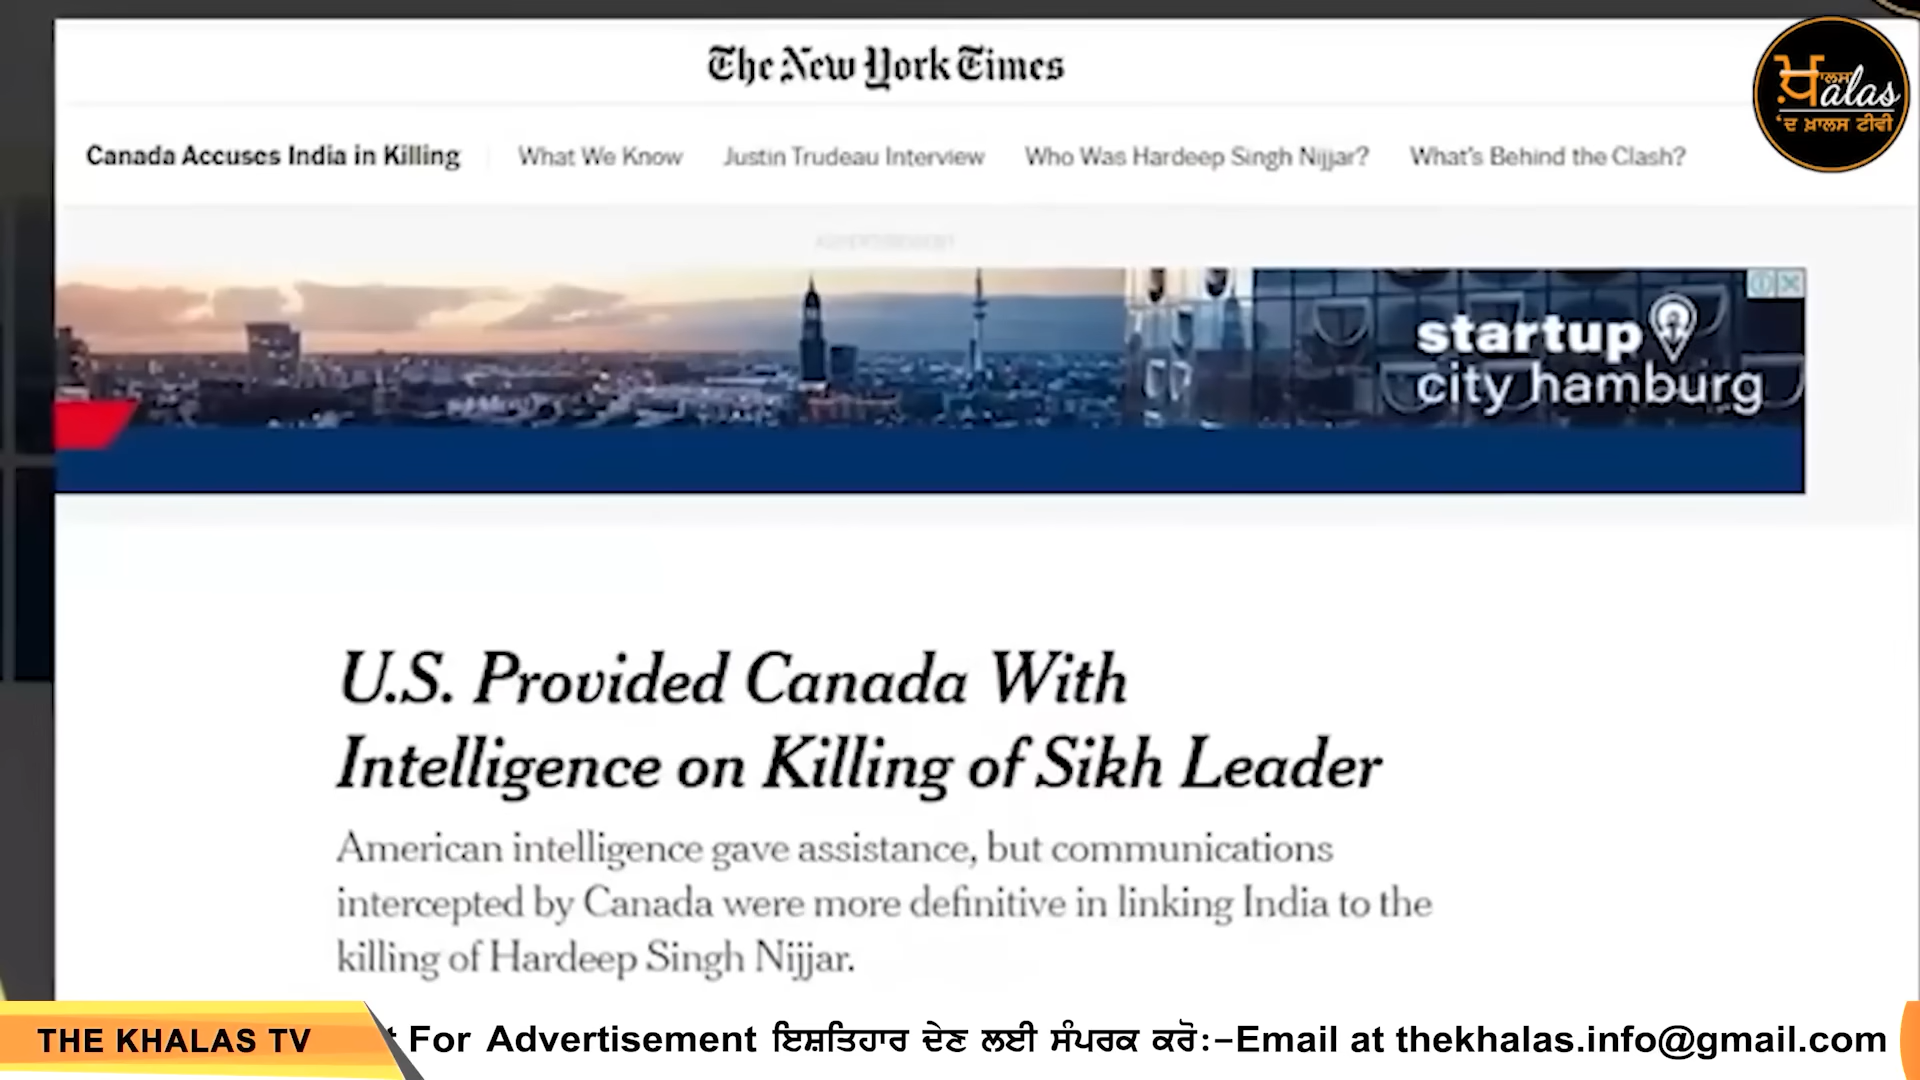 The New York Times
Canada Accuses India in Killing
What We Know
Justin Trudeau Interview
Who Was Hardeep Singh Nijjar?
What's Behind the Clash?
ADVERTISEMENT
startup
city hamburg
U.S. Provided Canada With
Intelligence on Killing of Sikh Leader
American intelligence gave assistance, but communications
intercepted by Canada were more definitive in linking India to the
killing of Hardeep Singh Nijjar.
ਖ਼ਾਲਸ
alas
'ਦ ਖ਼ਾਲਸ ਟੀਵੀ
THE KHALAS TV
For Advertisement ਇਸ਼ਤਿਹਾਰ ਦੇਣ ਲਈ ਸੰਪਰਕ ਕਰੋ:-Email at thekhalas.info@gmail.com